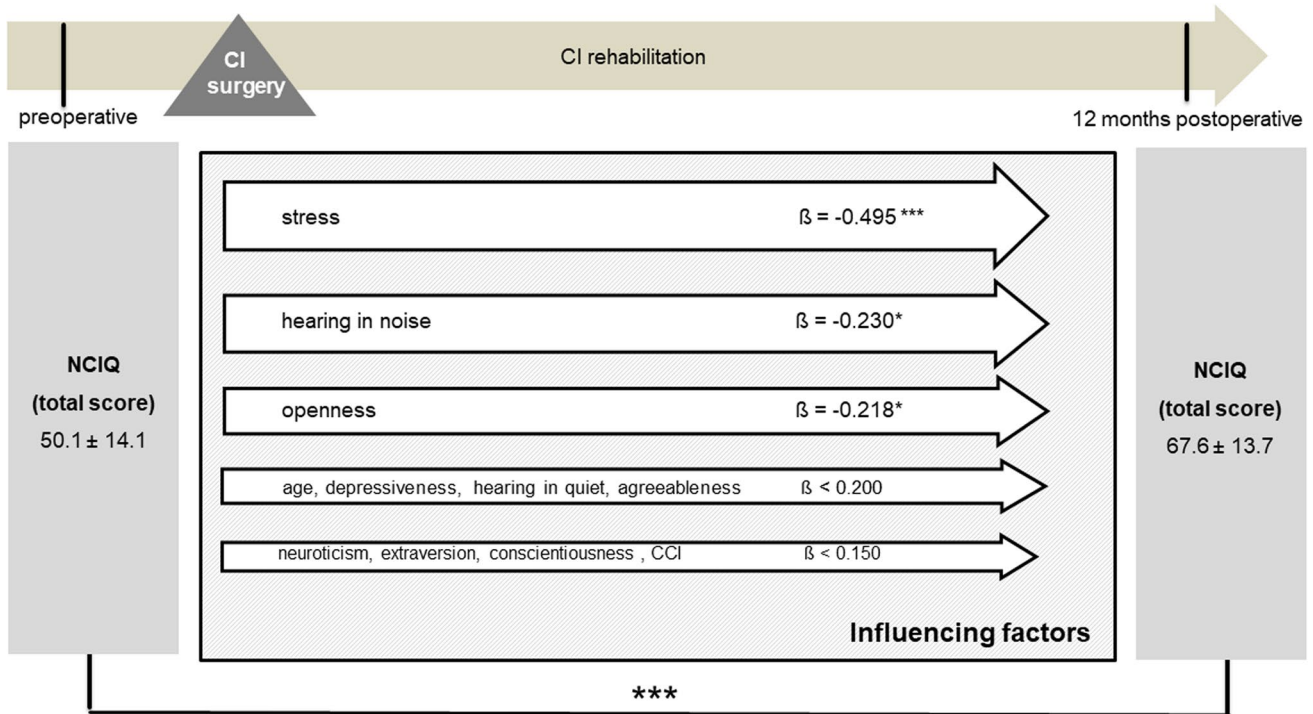 CI
surgery
CI rehabilitation
preoperative
12 months postoperative
NCIQ
(total score)
50.1 ± 14.1
stress ß = -0.495 ***
hearing in noise ß = -0.230*
openness ß = -0.218*
age, depressiveness, hearing in quiet, agreeableness ß < 0.200
neuroticism, extraversion, conscientiousness , CCI ß < 0.150
Influencing factors
NCIQ
(total score)
67.6 ± 13.7
***